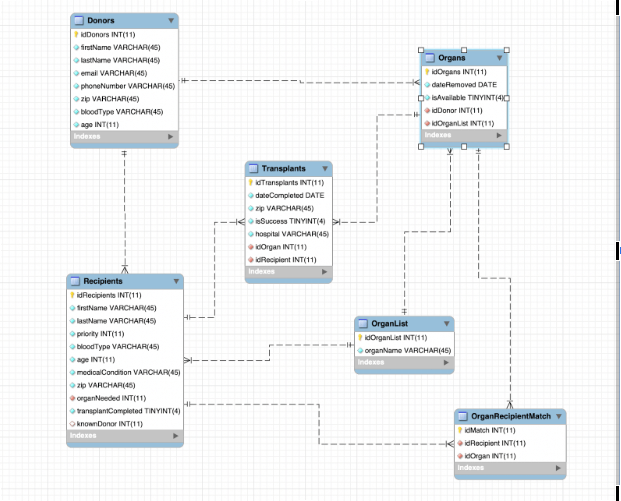 Donors
idDonors INT(11)
firstName VARCHAR(45)
lastName VARCHAR(45)
email VARCHAR(45)
phoneNumber VARCHAR(45)
zip VARCHAR(45)
bloodType VARCHAR(45)
age INT(11)
Indexes
Organs
idOrgans INT(11)
dateRemoved DATE
isAvailable TINYINT(4)
idDonor INT(11)
idOrganList INT(11)
Indexes
Transplants
idTransplants INT(11)
dateCompleted DATE
zip VARCHAR(45)
isSuccess TINYINT(4)
hospital VARCHAR(45)
idOrgan INT(11)
idRecipient INT(11)
Indexes
Recipients
idRecipients INT(11)
firstName VARCHAR(45)
lastName VARCHAR(45)
priority INT(11)
bloodType VARCHAR(45)
age INT(11)
medicalCondition VARCHAR(45)
zip VARCHAR(45)
organNeeded INT(11)
transplantCompleted TINYINT(4)
knownDonor INT(11)
Indexes
OrganList
idOrganList INT(11)
organName VARCHAR(45)
Indexes
OrganRecipientMatch
idMatch INT(11)
idRecipient INT(11)
idOrgan INT(11)
Indexes